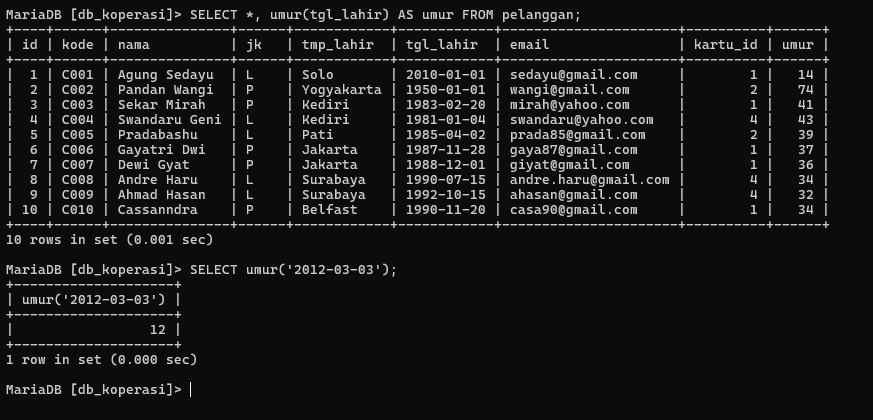 MariaDB [db_koperasi]> SELECT *, umur(tgl_lahir) AS umur FROM pelanggan;
+----+------+---------------+------+------------+------------+----------------------+----------+------+
| id | kode | nama          | jk   | tmp_lahir  | tgl_lahir  | email                | kartu_id | umur |
+----+------+---------------+------+------------+------------+----------------------+----------+------+
|  1 | C001 | Agung Sedayu  | L    | Solo       | 2010-01-01 | sedayu@gmail.com     |        1 |   14 |
|  2 | C002 | Pandan Wangi  | P    | Yogyakarta | 1950-01-01 | wangi@gmail.com      |        2 |   74 |
|  3 | C003 | Sekar Mirah   | P    | Kediri     | 1983-02-20 | mirah@yahoo.com      |        1 |   41 |
|  4 | C004 | Swandaru Geni | L    | Kediri     | 1981-01-04 | swandaru@yahoo.com   |        4 |   43 |
|  5 | C005 | Pradabashu    | L    | Pati       | 1985-04-02 | prada85@gmail.com    |        2 |   39 |
|  6 | C006 | Gayatri Dwi   | P    | Jakarta    | 1987-11-28 | gaya87@gmail.com     |        1 |   37 |
|  7 | C007 | Dewi Gyat     | P    | Jakarta    | 1988-12-01 | giyat@gmail.com      |        1 |   36 |
|  8 | C008 | Andre Haru    | L    | Surabaya   | 1990-07-15 | andre.haru@gmail.com |        4 |   34 |
|  9 | C009 | Ahmad Hasan   | L    | Surabaya   | 1992-10-15 | ahasan@gmail.com     |        4 |   32 |
| 10 | C010 | Cassanndra    | P    | Belfast    | 1990-11-20 | casa90@gmail.com     |        1 |   34 |
+----+------+---------------+------+------------+------------+----------------------+----------+------+
10 rows in set (0.001 sec)
MariaDB [db_koperasi]> SELECT umur('2012-03-03');
+--------------------+
| umur('2012-03-03') |
+--------------------+
|                 12 |
+--------------------+
1 row in set (0.000 sec)
MariaDB [db_koperasi]>